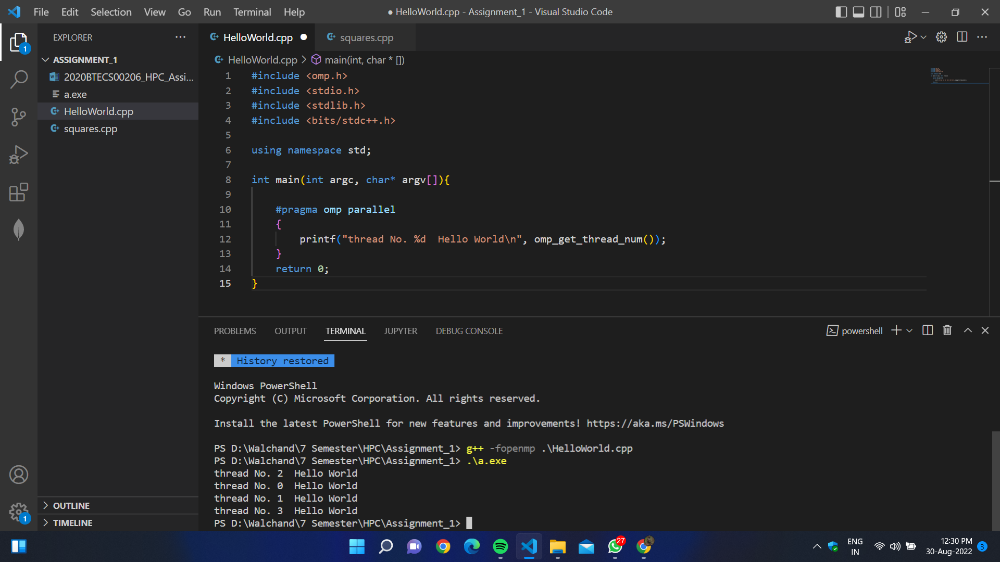 File Edit Selection View Go Run Terminal Help
● HelloWorld.cpp - Assignment_1 - Visual Studio Code
EXPLORER
1
ASSIGNMENT_1
2020BTECS00206_HPC_Assi...
a.exe
HelloWorld.cpp
squares.cpp
OUTLINE
TIMELINE
1
HelloWorld.cpp
squares.cpp
HelloWorld.cpp > main(int, char * [])
1 #include <omp.h>
2 #include <stdio.h>
3 #include <stdlib.h>
4 #include <bits/stdc++.h>
5
6 using namespace std;
7
8 int main(int argc, char* argv[]){
9
10 #pragma omp parallel
11 {
12 printf("thread No. %d  Hello World\n", omp_get_thread_num());
13 }
14 return 0;
15 }
PROBLEMS OUTPUT TERMINAL JUPYTER DEBUG CONSOLE
powershell
* History restored
Windows PowerShell
Copyright (C) Microsoft Corporation. All rights reserved.
Install the latest PowerShell for new features and improvements! https://aka.ms/PSWindows
PS D:\Walchand\7 Semester\HPC\Assignment_1> g++ -fopenmp .\HelloWorld.cpp
PS D:\Walchand\7 Semester\HPC\Assignment_1> .\a.exe
thread No. 2  Hello World
thread No. 0  Hello World
thread No. 1  Hello World
thread No. 3  Hello World
PS D:\Walchand\7 Semester\HPC\Assignment_1>
27
ENG
IN
12:30 PM
30-Aug-2022
3